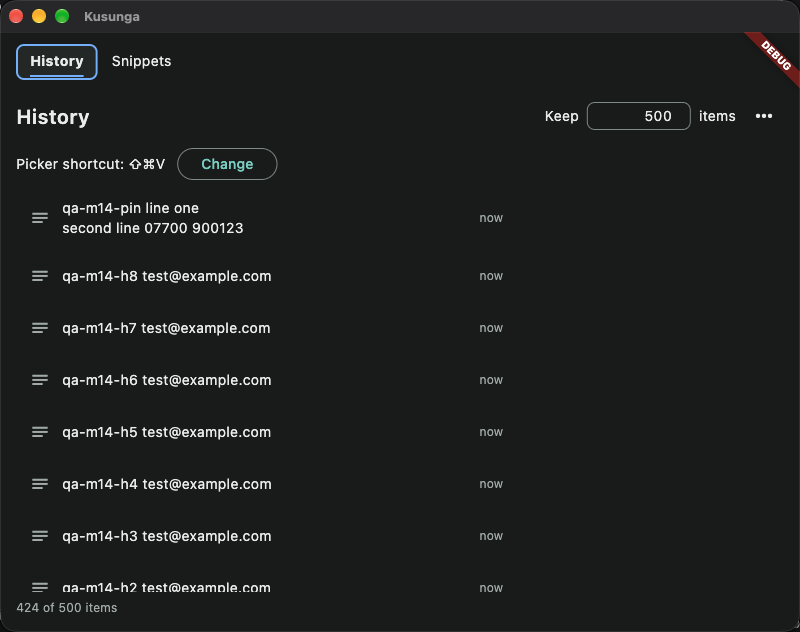 Kusunga
DEBUG
History Snippets
History
Keep 500 items •••
Picker shortcut: ⇧⌘V Change
qa-m14-pin line one
second line 07700 900123
now
qa-m14-h8 test@example.com now
qa-m14-h7 test@example.com now
qa-m14-h6 test@example.com now
qa-m14-h5 test@example.com now
qa-m14-h4 test@example.com now
qa-m14-h3 test@example.com now
qa-m14-h2 test@example.com now
424 of 500 items